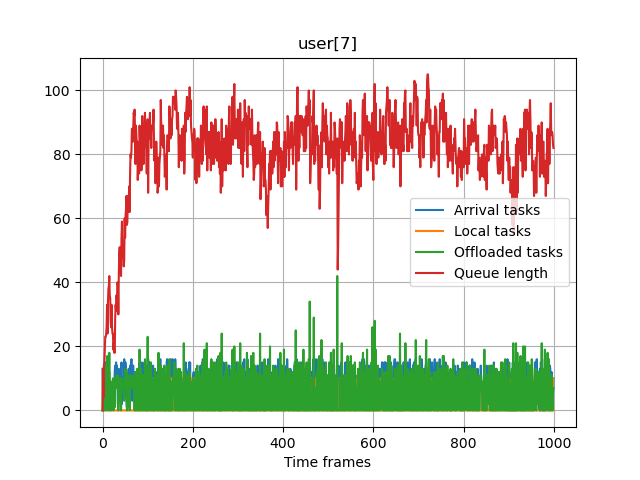 user[7]
100
80
60
40
20
0
Arrival tasks
Local tasks
Offloaded tasks
Queue length
0 200 400 600 800 1000
Time frames